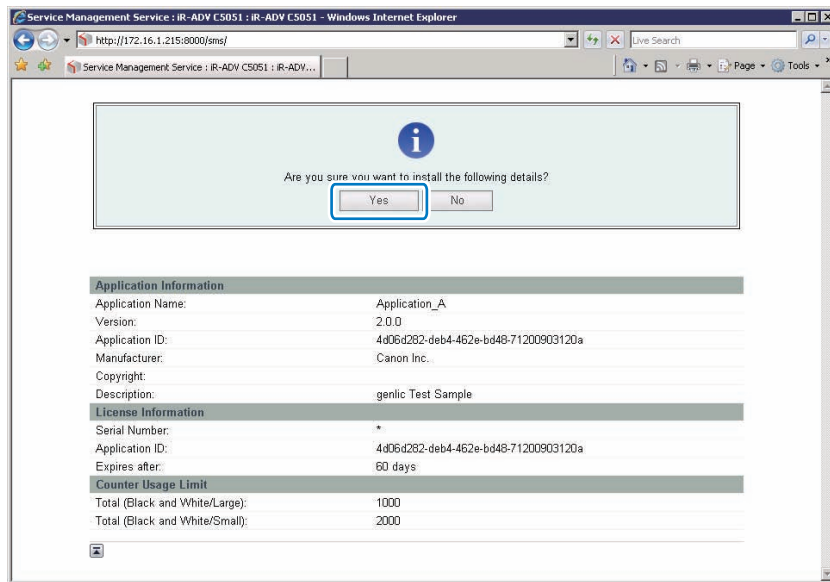 Service Management Service : iR-ADV C5051 : iR-ADV C5051 - Windows Internet Explorer
http://172.16.1.215:8000/sms/
Live Search
Service Management Service : iR-ADV C5051 : iR-ADV...
Page
Tools
Are you sure you want to install the following details?
Yes No
Application Information
Application Name: Application_A
Version: 2.0.0
Application ID: 4d06d282-deb4-462e-bd48-71200903120a
Manufacturer: Canon Inc.
Copyright:
Description: genlic Test Sample
License Information
Serial Number: *
Application ID: 4d06d282-deb4-462e-bd48-71200903120a
Expires after: 60 days
Counter Usage Limit
Total (Black and White/Large): 1000
Total (Black and White/Small): 2000